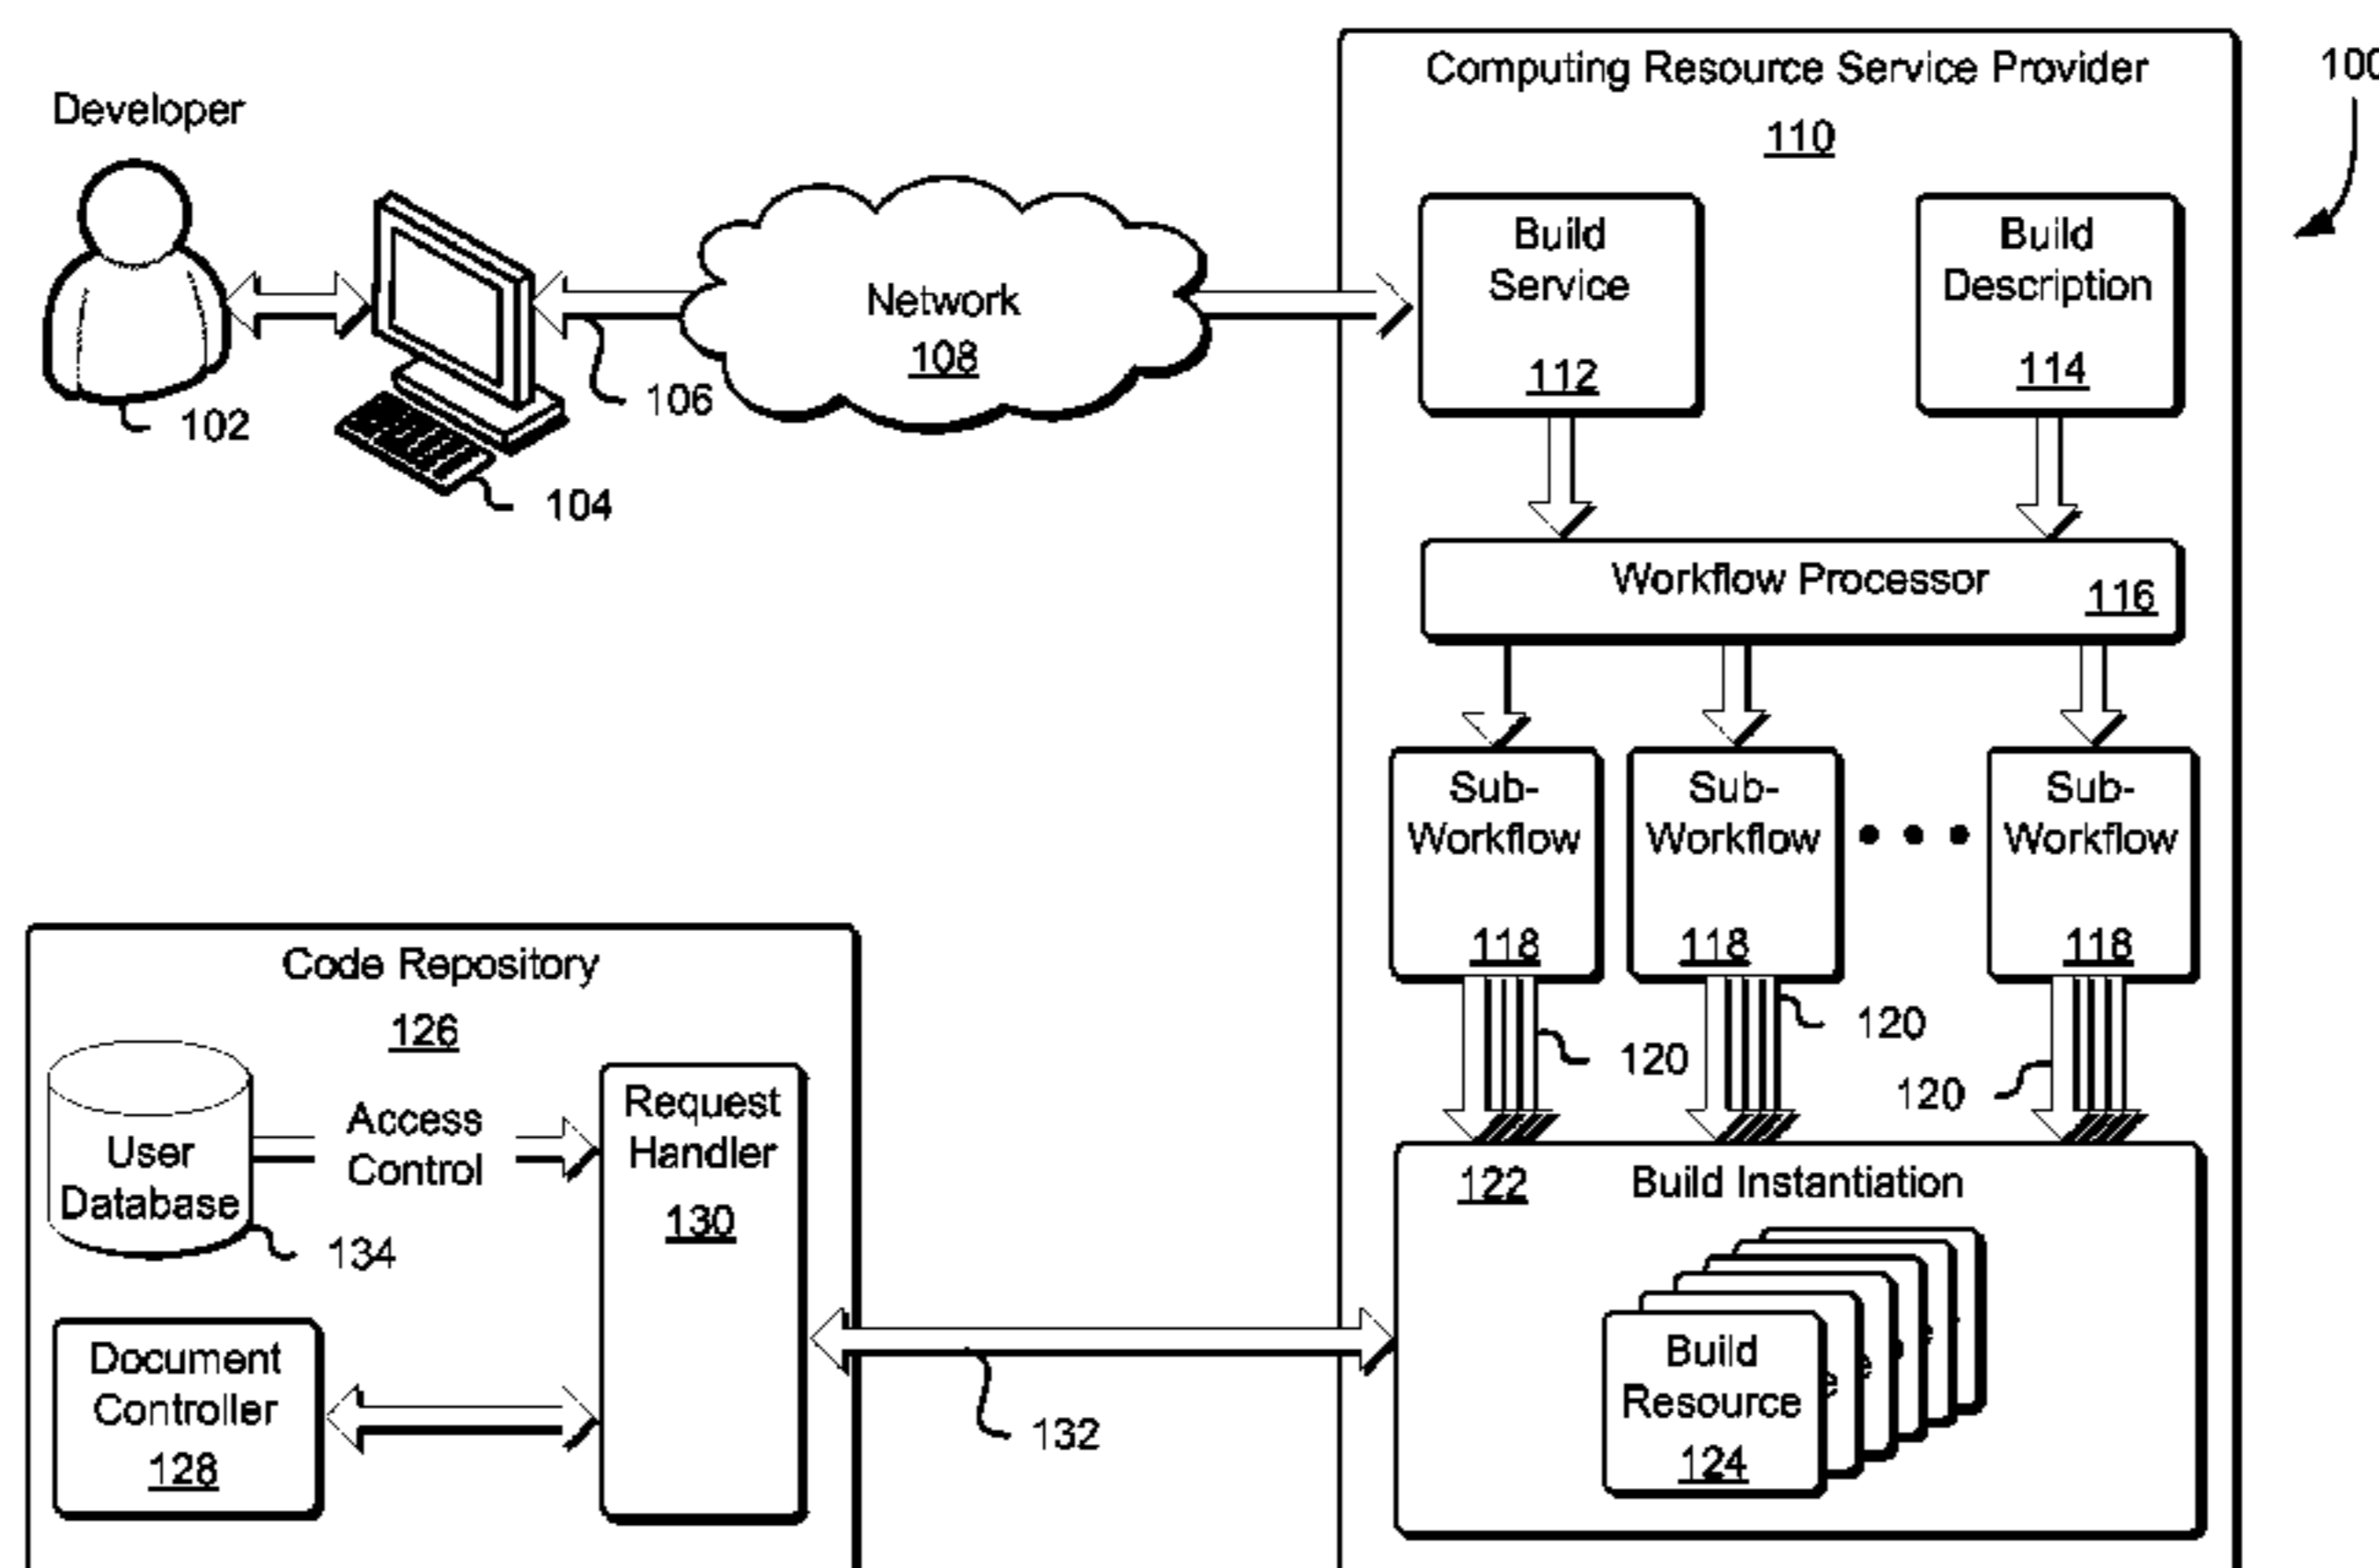 Developer
102
104
106
Network
108
Computing Resource Service Provider
110
100
Build
Service
112
Build
Description
114
Workflow Processor
116
Sub-
Workflow
118
Sub-
Workflow
118
Sub-
Workflow
118
120
120
120
Code Repository
126
User
Database
134
Access
Control
Request
Handler
130
Document
Controller
128
132
122
Build Instantiation
Build
Resource
124